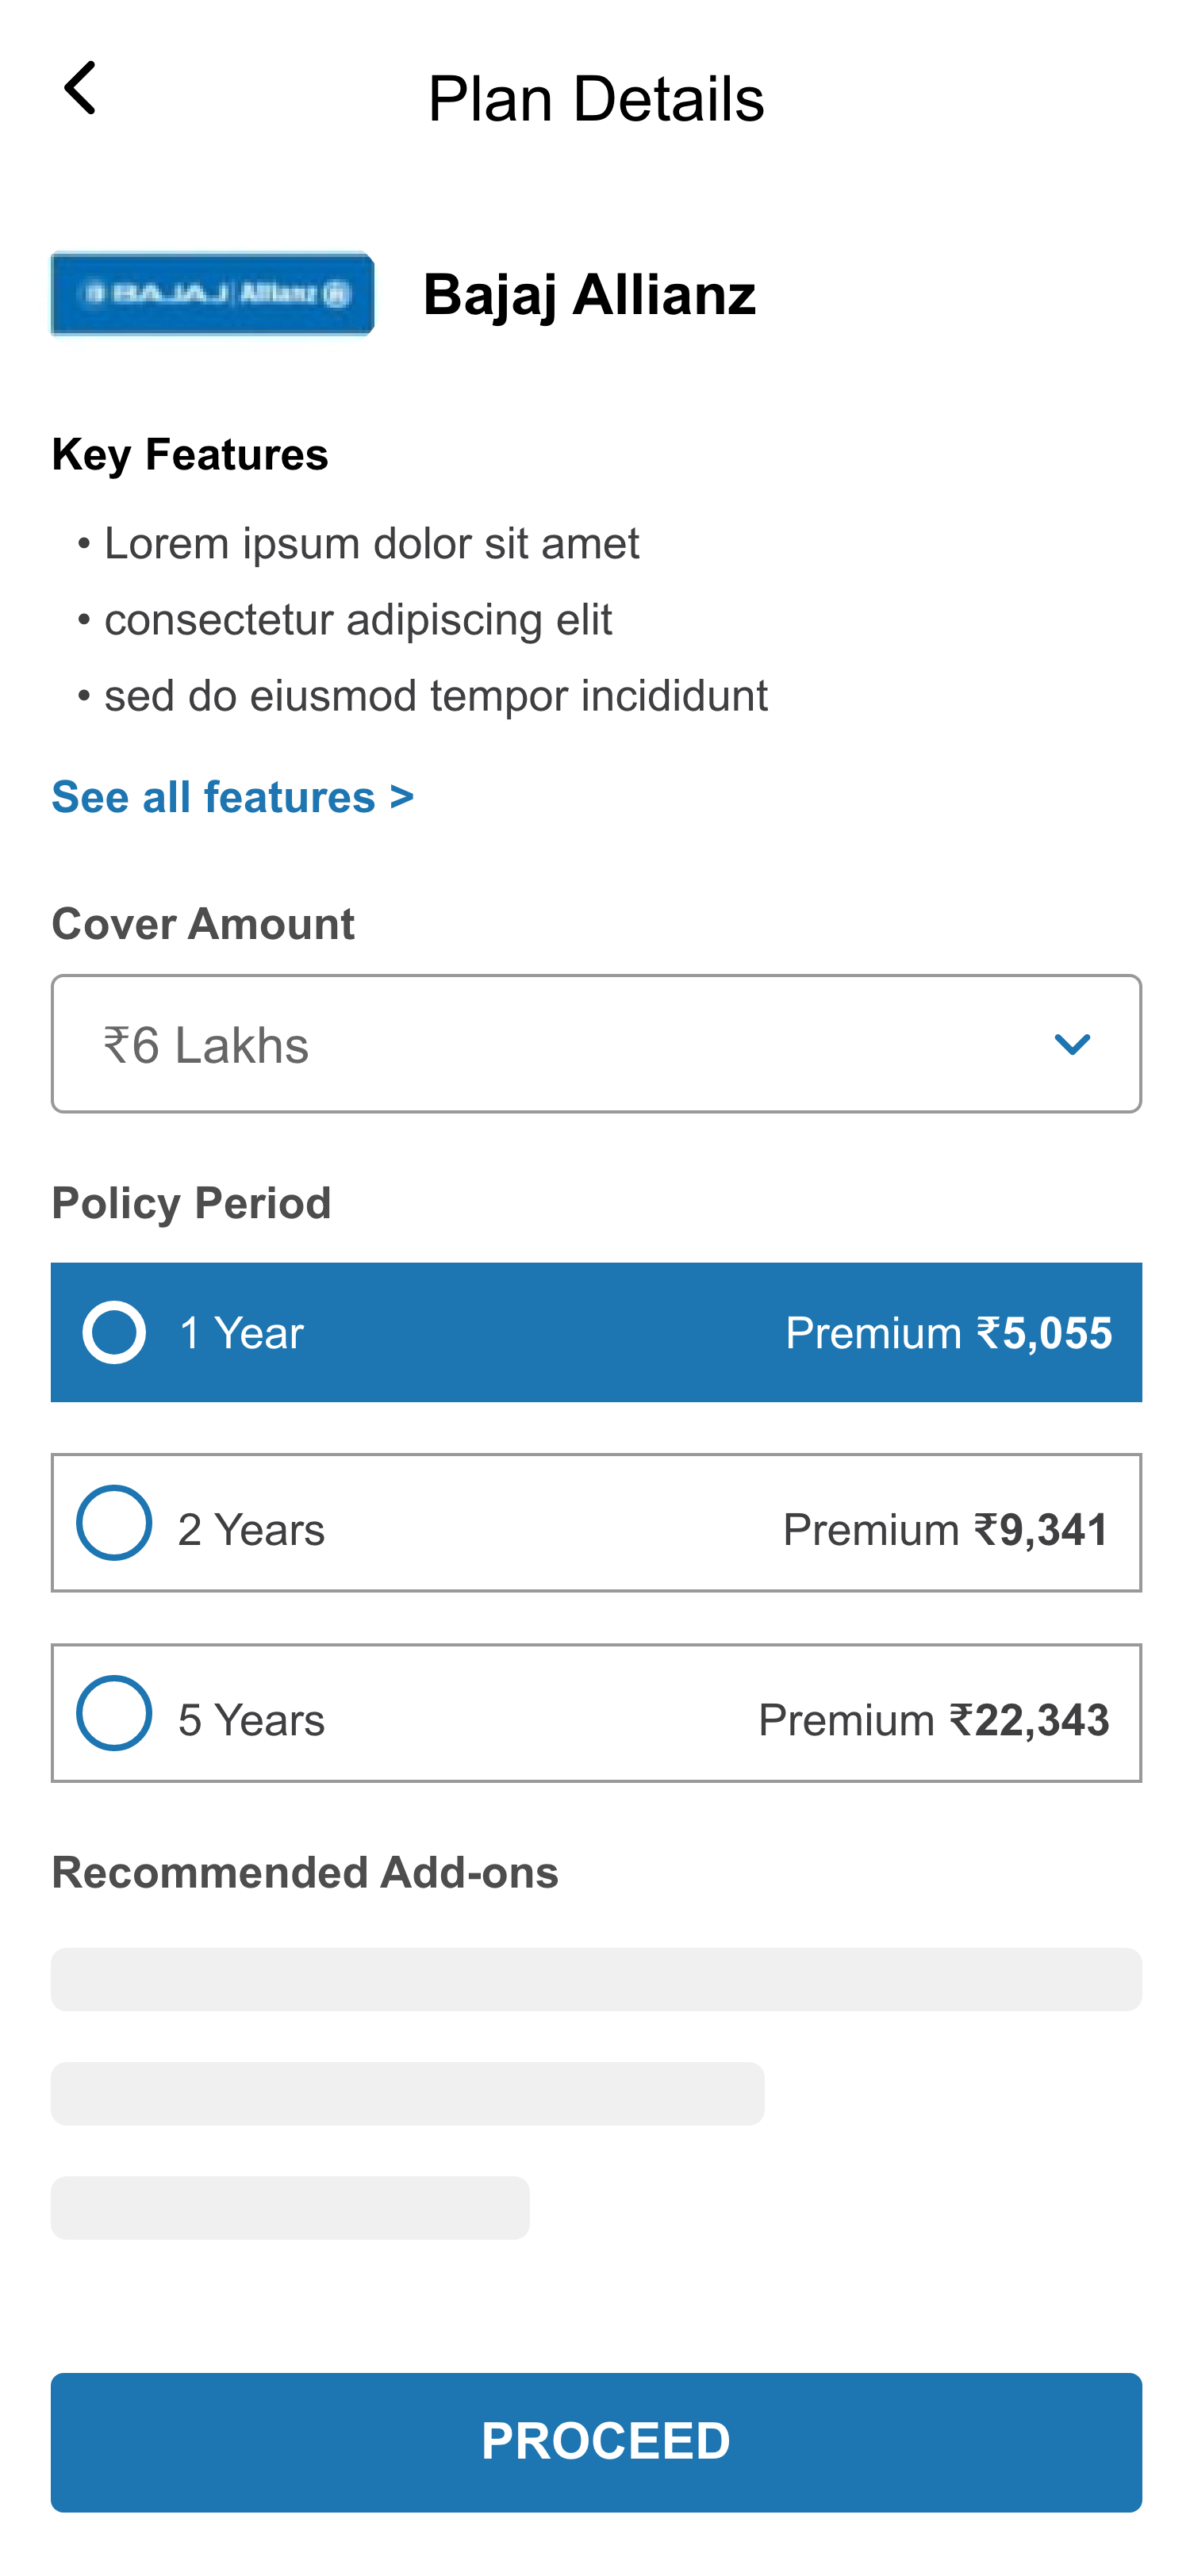 Plan Details
BAJAJ Allianz
Bajaj Allianz
Key Features
• Lorem ipsum dolor sit amet
• consectetur adipiscing elit
• sed do eiusmod tempor incididunt
See all features >
Cover Amount
₹6 Lakhs
Policy Period
1 Year Premium ₹5,055
2 Years Premium ₹9,341
5 Years Premium ₹22,343
Recommended Add-ons
PROCEED